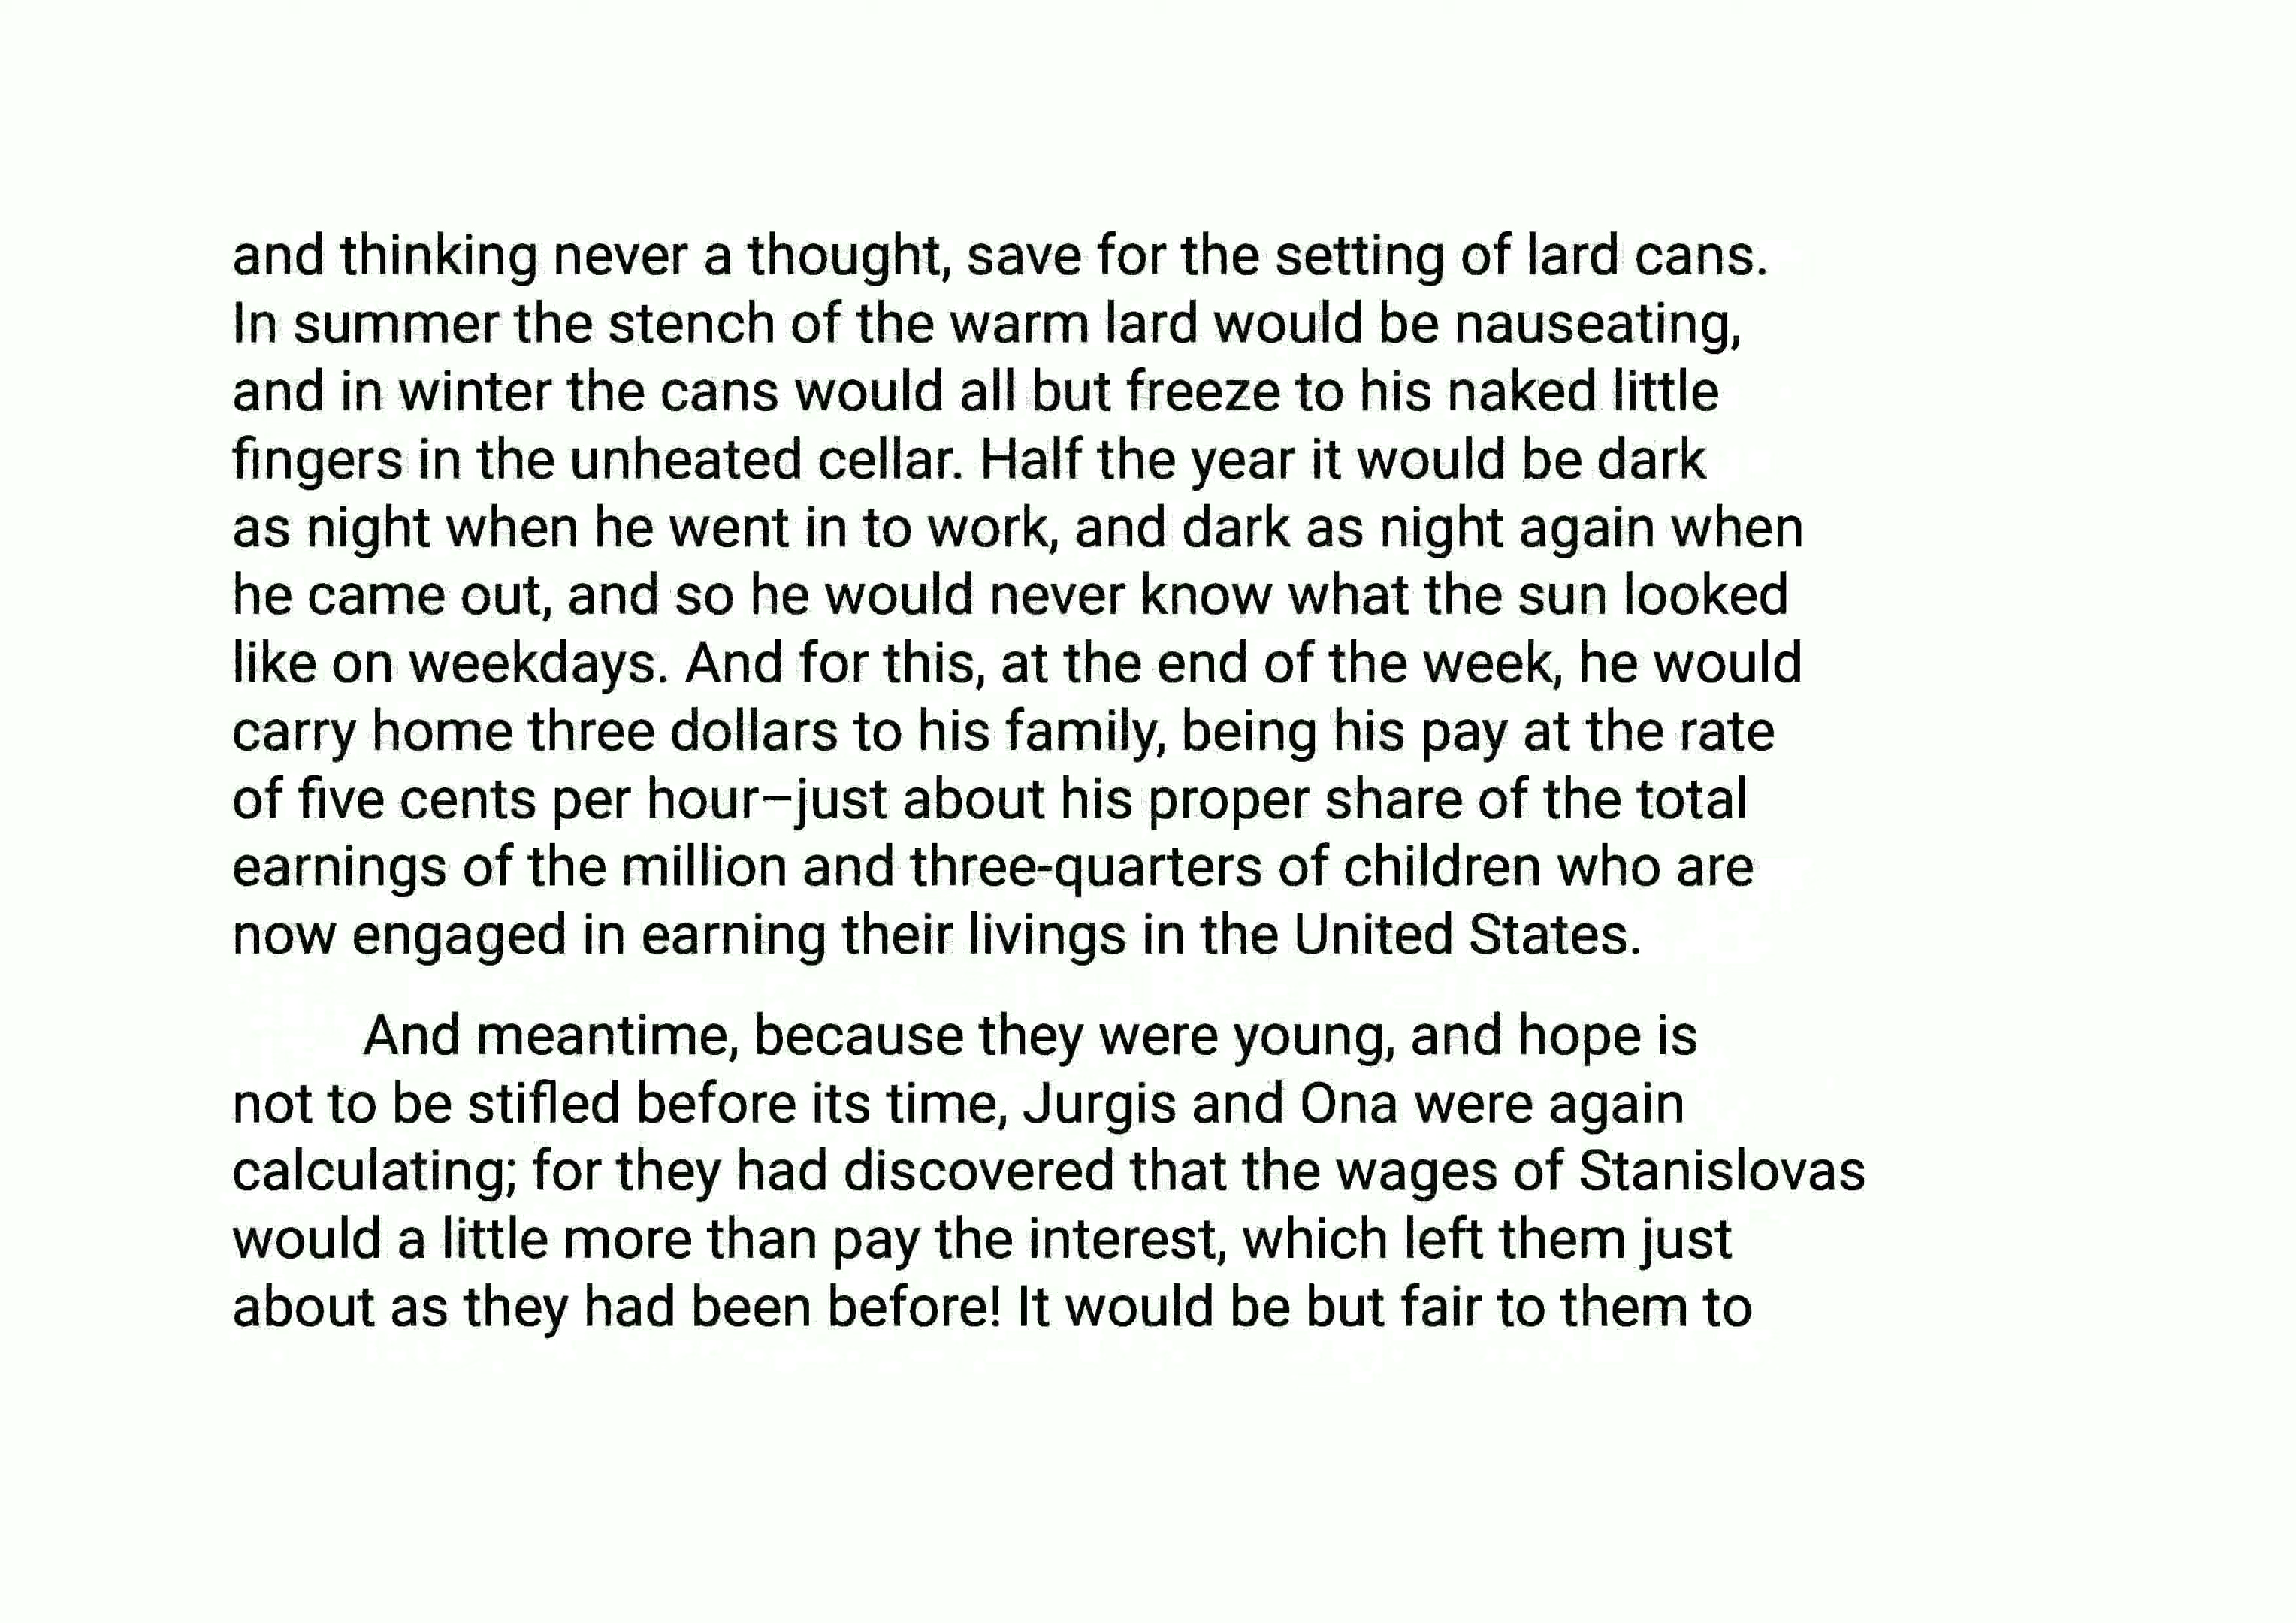 and thinking never a thought, save for the setting of lard cans.
In summer the stench of the warm lard would be nauseating,
and in winter the cans would all but freeze to his naked little
fingers in the unheated cellar. Half the year it would be dark
as night when he went in to work, and dark as night again when
he came out, and so he would never know what the sun looked
like on weekdays. And for this, at the end of the week, he would
carry home three dollars to his family, being his pay at the rate
of five cents per hour–just about his proper share of the total
earnings of the million and three-quarters of children who are
now engaged in earning their livings in the United States.
And meantime, because they were young, and hope is
not to be stifled before its time, Jurgis and Ona were again
calculating; for they had discovered that the wages of Stanislovas
would a little more than pay the interest, which left them just
about as they had been before! It would be but fair to them to